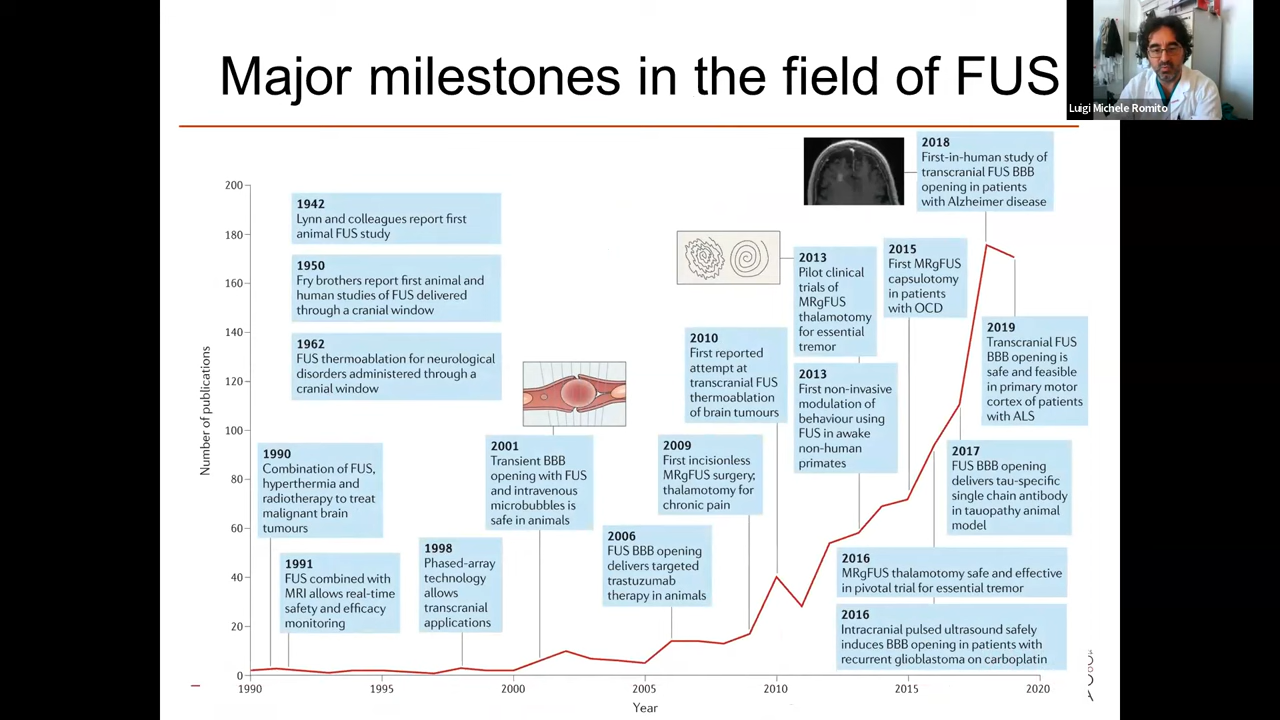 Major milestones in the field of FUS
Luigi Michele Romito
2018
First-in-human study of
transcranial FUS BBB
opening in patients
with Alzheimer disease
1942
Lynn and colleagues report first
animal FUS study
1950
Fry brothers report first animal and
human studies of FUS delivered
through a cranial window
1962
FUS thermoablation for neurological
disorders administered through a
cranial window
2013
Pilot clinical
trials of
MRgFUS
thalamotomy
for essential
tremor
2015
First MRgFUS
capsulotomy
in patients
with OCD
2010
First reported
attempt at
transcranial FUS
thermoablation
of brain tumours
2013
First non-invasive
modulation of
behaviour using
FUS in awake
non-human
primates
2019
Transcranial FUS
BBB opening is
safe and feasible
in primary motor
cortex of patients
with ALS
1990
Combination of FUS,
hyperthermia and
radiotherapy to treat
malignant brain
tumours
2001
Transient BBB
opening with FUS
and intravenous
microbubbles is
safe in animals
2009
First incisionless
MRgFUS surgery;
thalamotomy for
chronic pain
2017
FUS BBB opening
delivers tau-specific
single chain antibody
in tauopathy animal
model
1991
FUS combined with
MRI allows real-time
safety and efficacy
monitoring
1998
Phased-array
technology
allows
transcranial
applications
2006
FUS BBB opening
delivers targeted
trastuzumab
therapy in animals
2016
MRgFUS thalamotomy safe and effective
in pivotal trial for essential tremor
2016
Intracranial pulsed ultrasound safely
induces BBB opening in patients with
recurrent glioblastoma on carboplatin
Number of publications
200
180
160
140
120
100
80
60
40
20
0
1990
1995
2000
2005
2010
2015
2020
Year